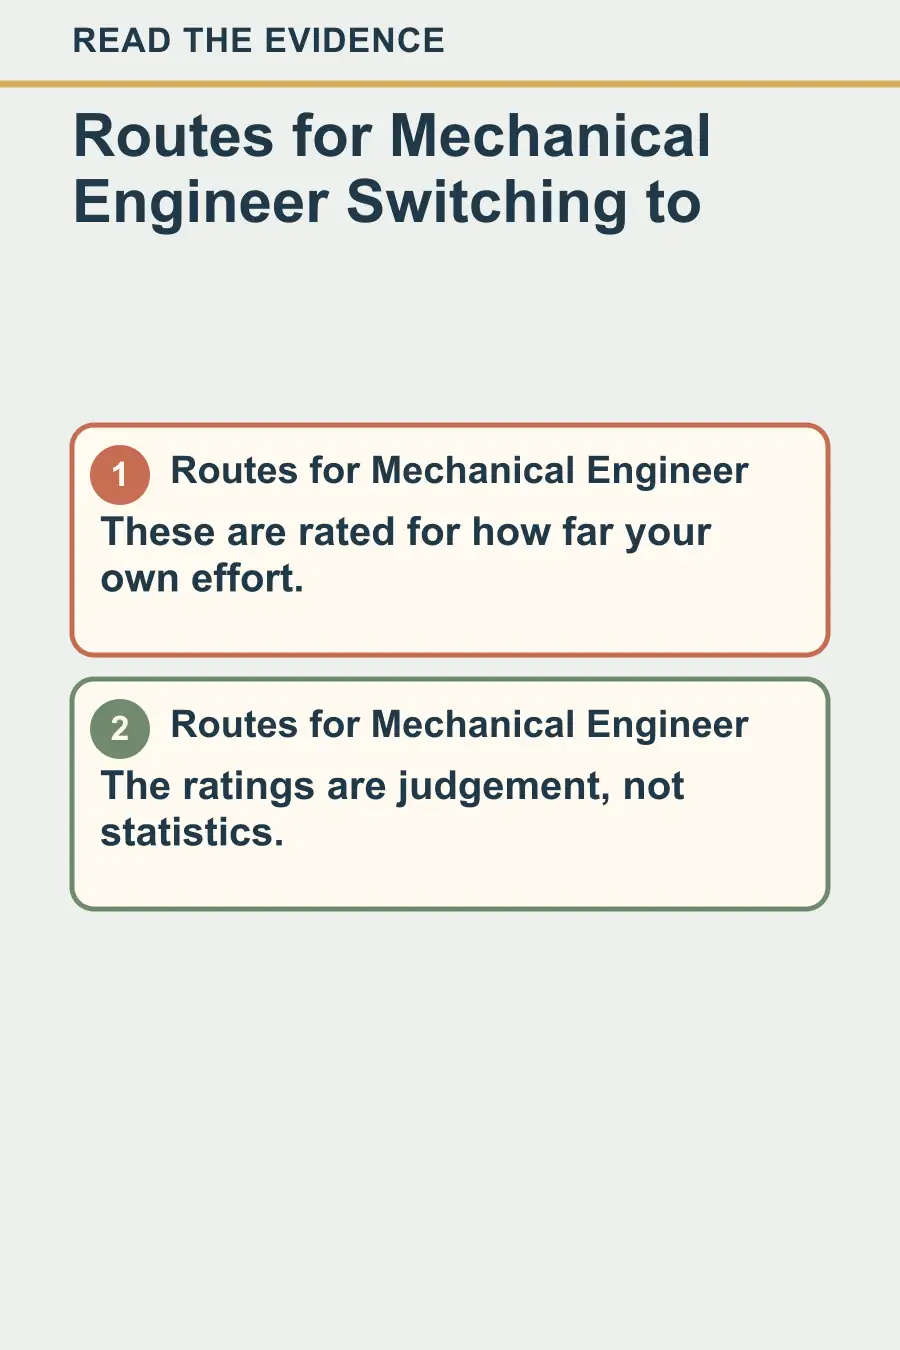 READ THE EVIDENCE
Routes for Mechanical
Engineer Switching to
1 Routes for Mechanical Engineer
These are rated for how far your
own effort.
2 Routes for Mechanical Engineer
The ratings are judgement, not
statistics.